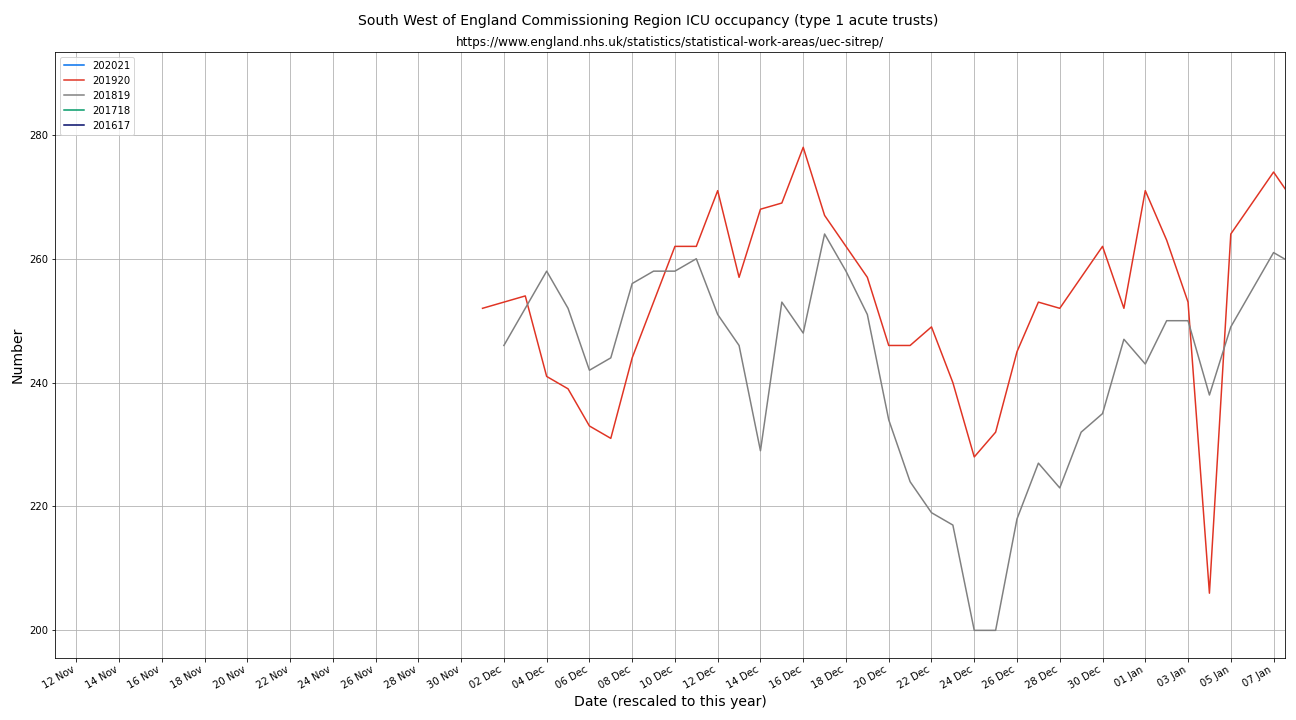 South West of England Commissioning Region ICU occupancy (type 1 acute trusts)
https://www.england.nhs.uk/statistics/statistical-work-areas/uec-sitrep/
202021
201920
201819
201718
201617
280
260
240
220
200
Number
12 Nov
14 Nov
16 Nov
18 Nov
20 Nov
22 Nov
24 Nov
26 Nov
28 Nov
30 Nov
02 Dec
04 Dec
06 Dec
08 Dec
10 Dec
12 Dec
14 Dec
16 Dec
18 Dec
20 Dec
22 Dec
24 Dec
26 Dec
28 Dec
30 Dec
01 Jan
03 Jan
05 Jan
07 Jan
Date (rescaled to this year)